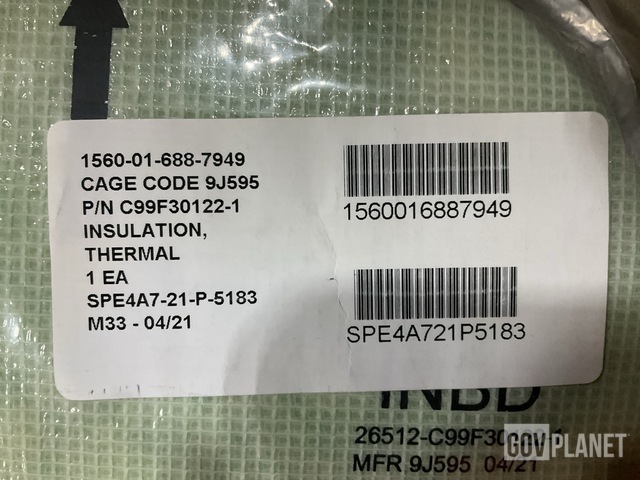 1560-01-688-7949
CAGE CODE 9J595
P/N C99F30122-1
INSULATION,
THERMAL
1 EA
SPE4A7-21-P-5183
M33 - 04/21
1560016887949
SPE4A721P5183
INBD
MFR 9J595 04/21
GOVPLANET